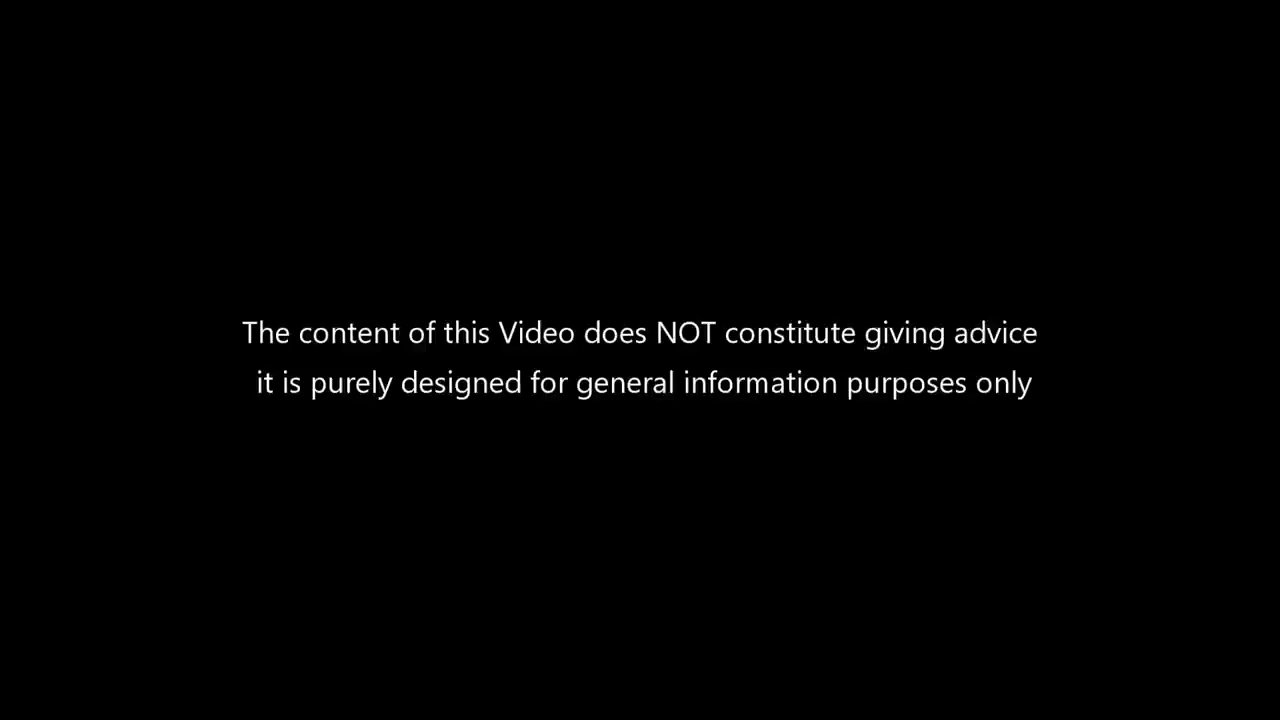 The content of this Video does NOT constitute giving advice
it is purely designed for general information purposes only